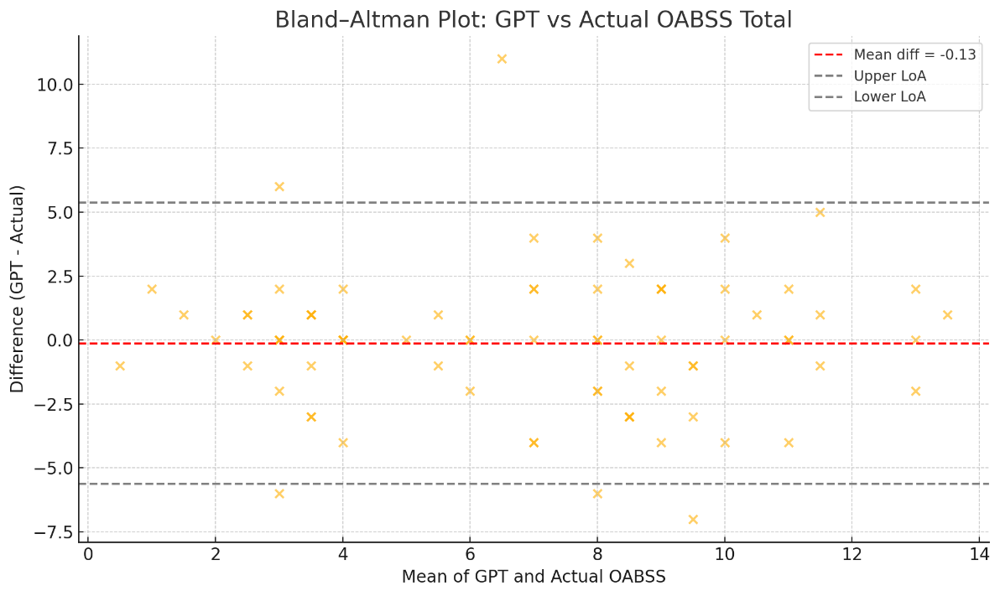 Bland–Altman Plot: GPT vs Actual OABSS Total
Mean diff = -0.13
Upper LoA
Lower LoA
Difference (GPT - Actual)
10.0
7.5
5.0
2.5
0.0
−2.5
−5.0
−7.5
0 2 4 6 8 10 12 14
Mean of GPT and Actual OABSS